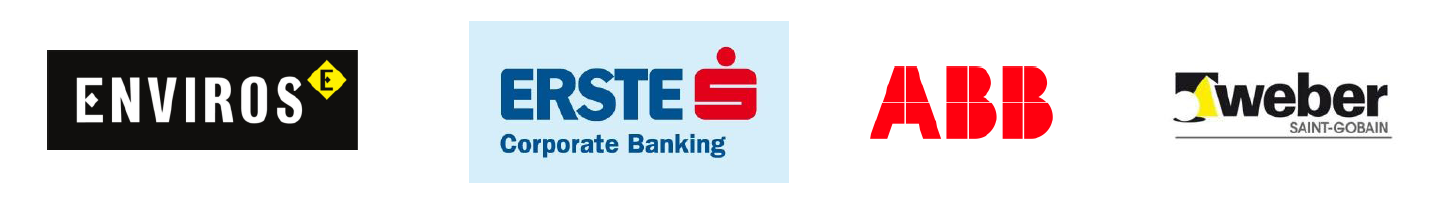 ENVIROS E
ERSTE
Corporate Banking
ABB
weber
SAINT-GOBAIN